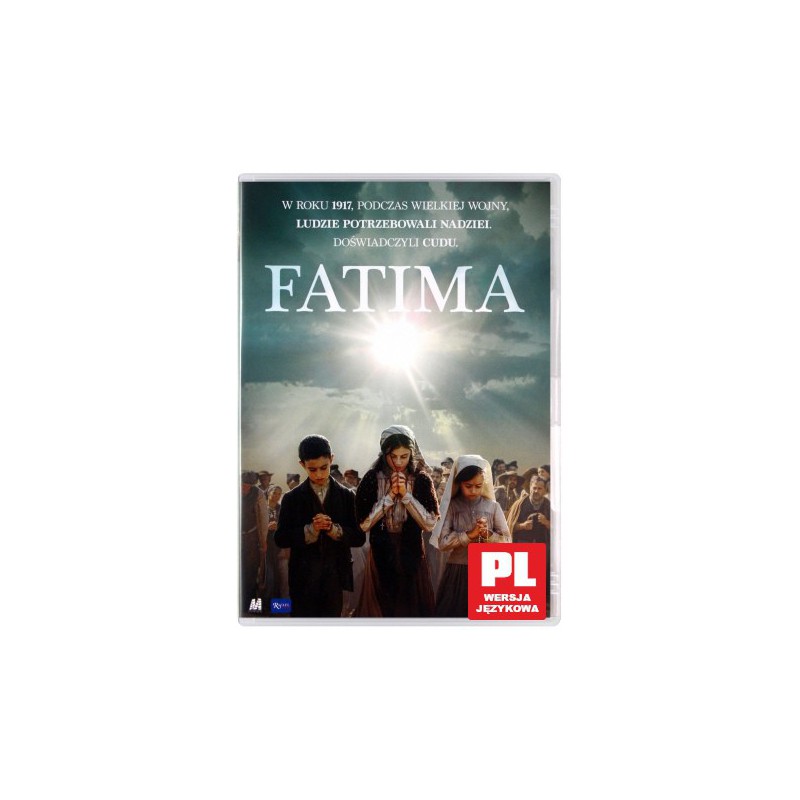 W ROKU 1917, PODCZAS WIELKIEJ WOJNY,
LUDZIE POTRZEBOWALI NADZIEI.
DOŚWIADCZYLI CUDU.
FATIMA
PL
WERSJA
JĘZYKOWA